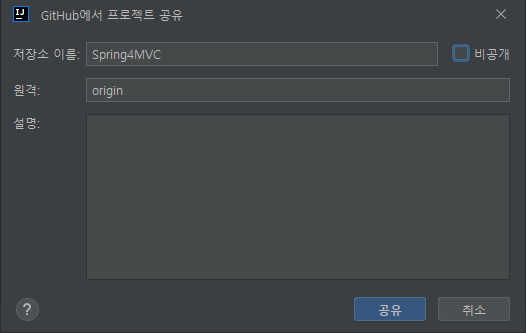 IJ
GitHub에서 프로젝트 공유
저장소 이름: Spring4MVC 비공개
원격: origin
설명:
? 공유 취소